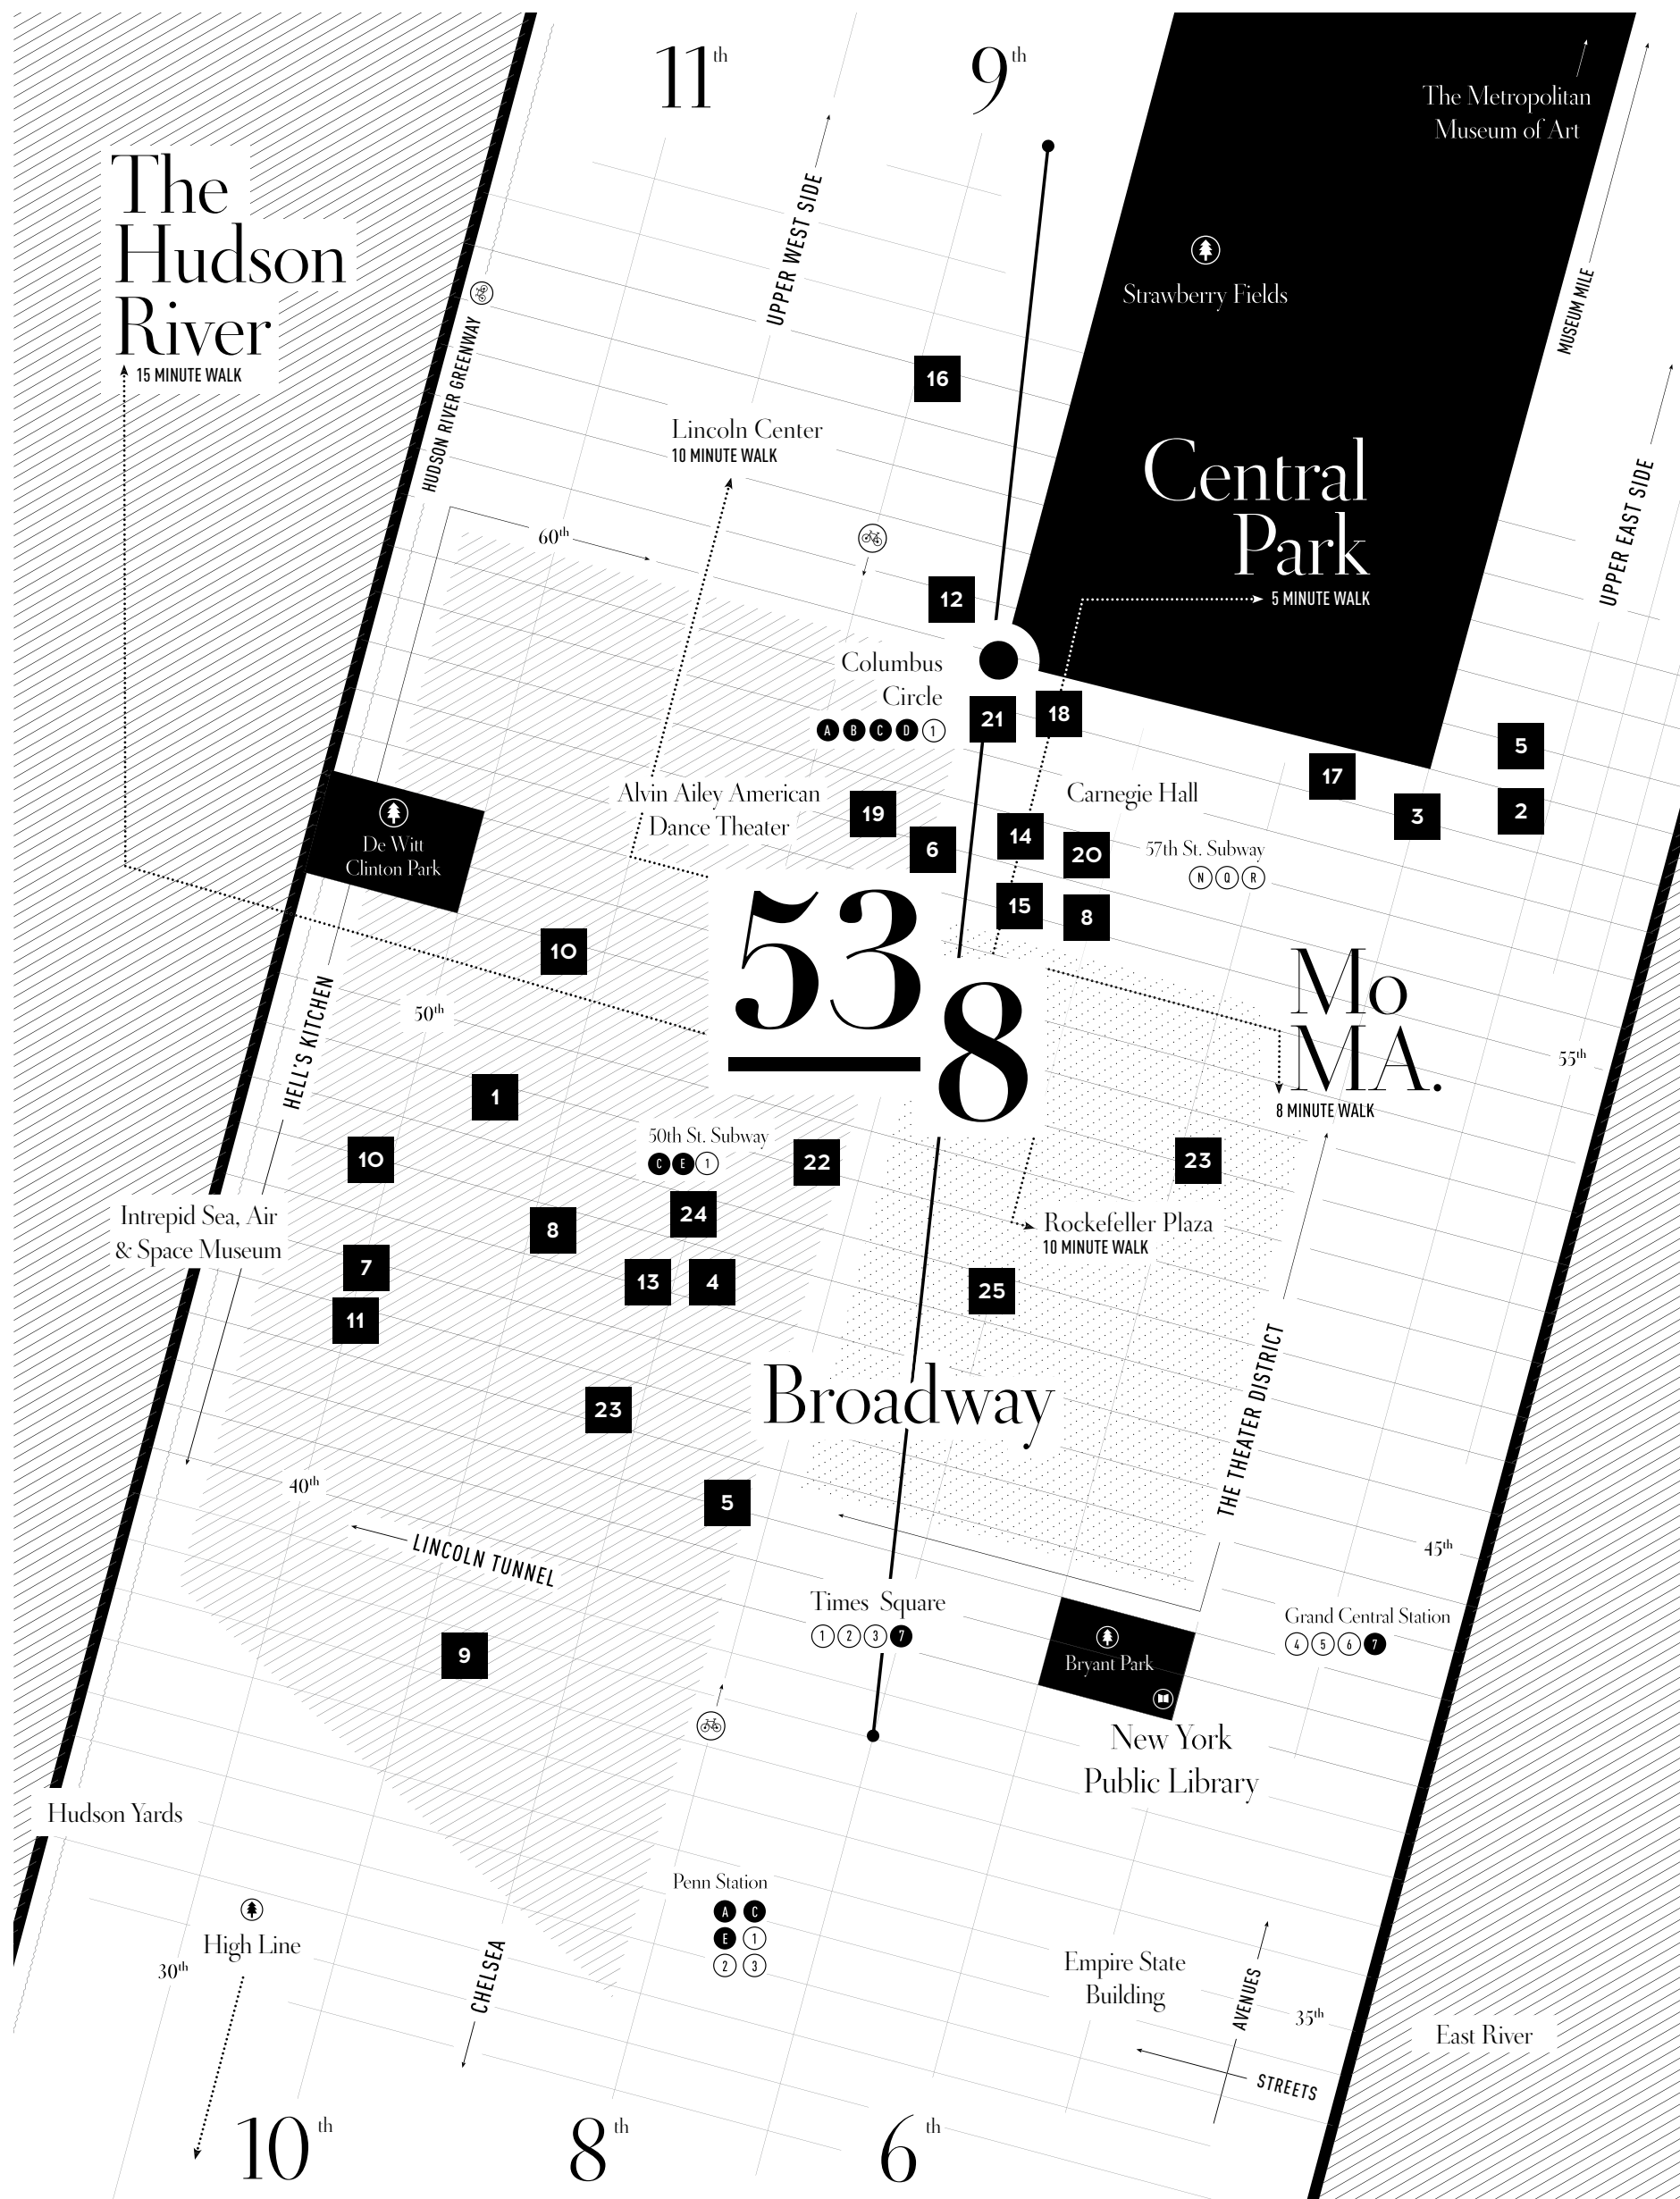 11th
9th
The Metropolitan
Museum of Art
The
Hudson
River
15 MINUTE WALK
UPPER WEST SIDE
Strawberry Fields
MUSEUM MILE
HUDSON RIVER GREENWAY
16
Lincoln Center
10 MINUTE WALK
Central
Park
5 MINUTE WALK
UPPER EAST SIDE
60th
12
Columbus
Circle
A B C D 1
21
18
5
17
3
2
Alvin Ailey American
Dance Theater
19
6
Carnegie Hall
14
20
57th St. Subway
N Q R
De Witt
Clinton Park
15
8
10
53
8
Mo
MA.
8 MINUTE WALK
50th
55th
HELL'S KITCHEN
1
50th St. Subway
C E 1
22
23
10
24
8
Rockefeller Plaza
10 MINUTE WALK
Intrepid Sea, Air
& Space Museum
7
13
4
25
11
Broadway
THE THEATER DISTRICT
23
40th
5
LINCOLN TUNNEL
45th
Times Square
1 2 3 7
Grand Central Station
4 5 6 7
9
Bryant Park
New York
Public Library
Hudson Yards
Penn Station
A C
E 1
2 3
High Line
30th
CHELSEA
Empire State
Building
AVENUES
35th
STREETS
East River
10th
8th
6th